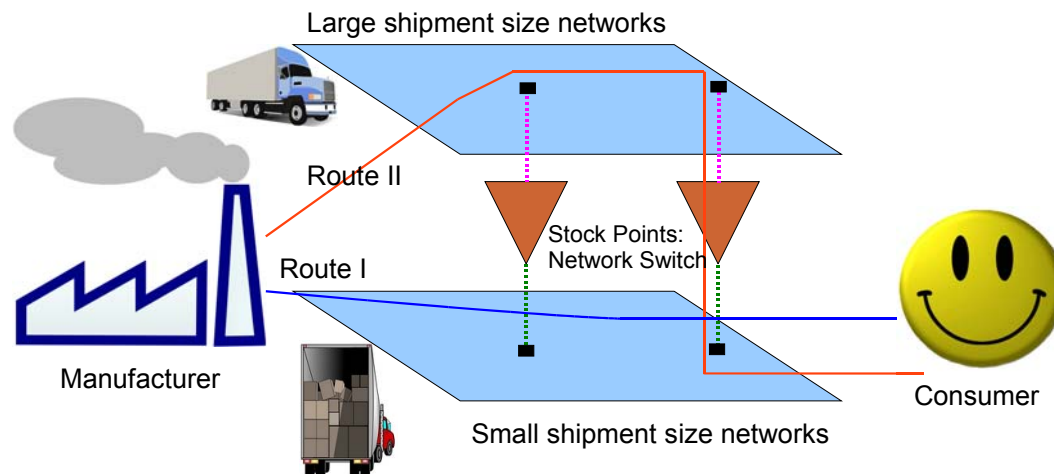 Large shipment size networks
Route II
Stock Points:
Network Switch
Route I
Manufacturer
Consumer
Small shipment size networks